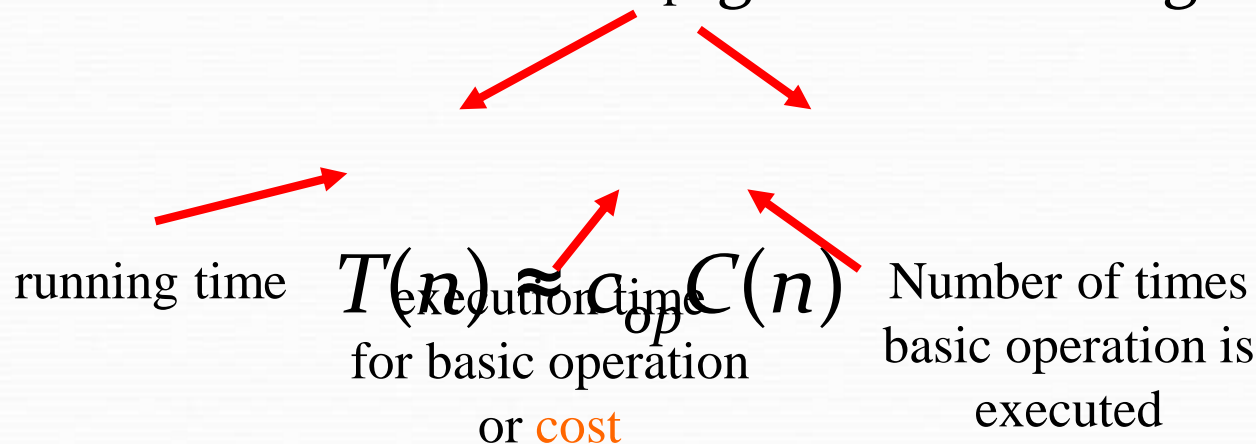 running time
T(n) ≈ c_op C(n)
execution time
for basic operation
or cost
Number of times
basic operation is
executed